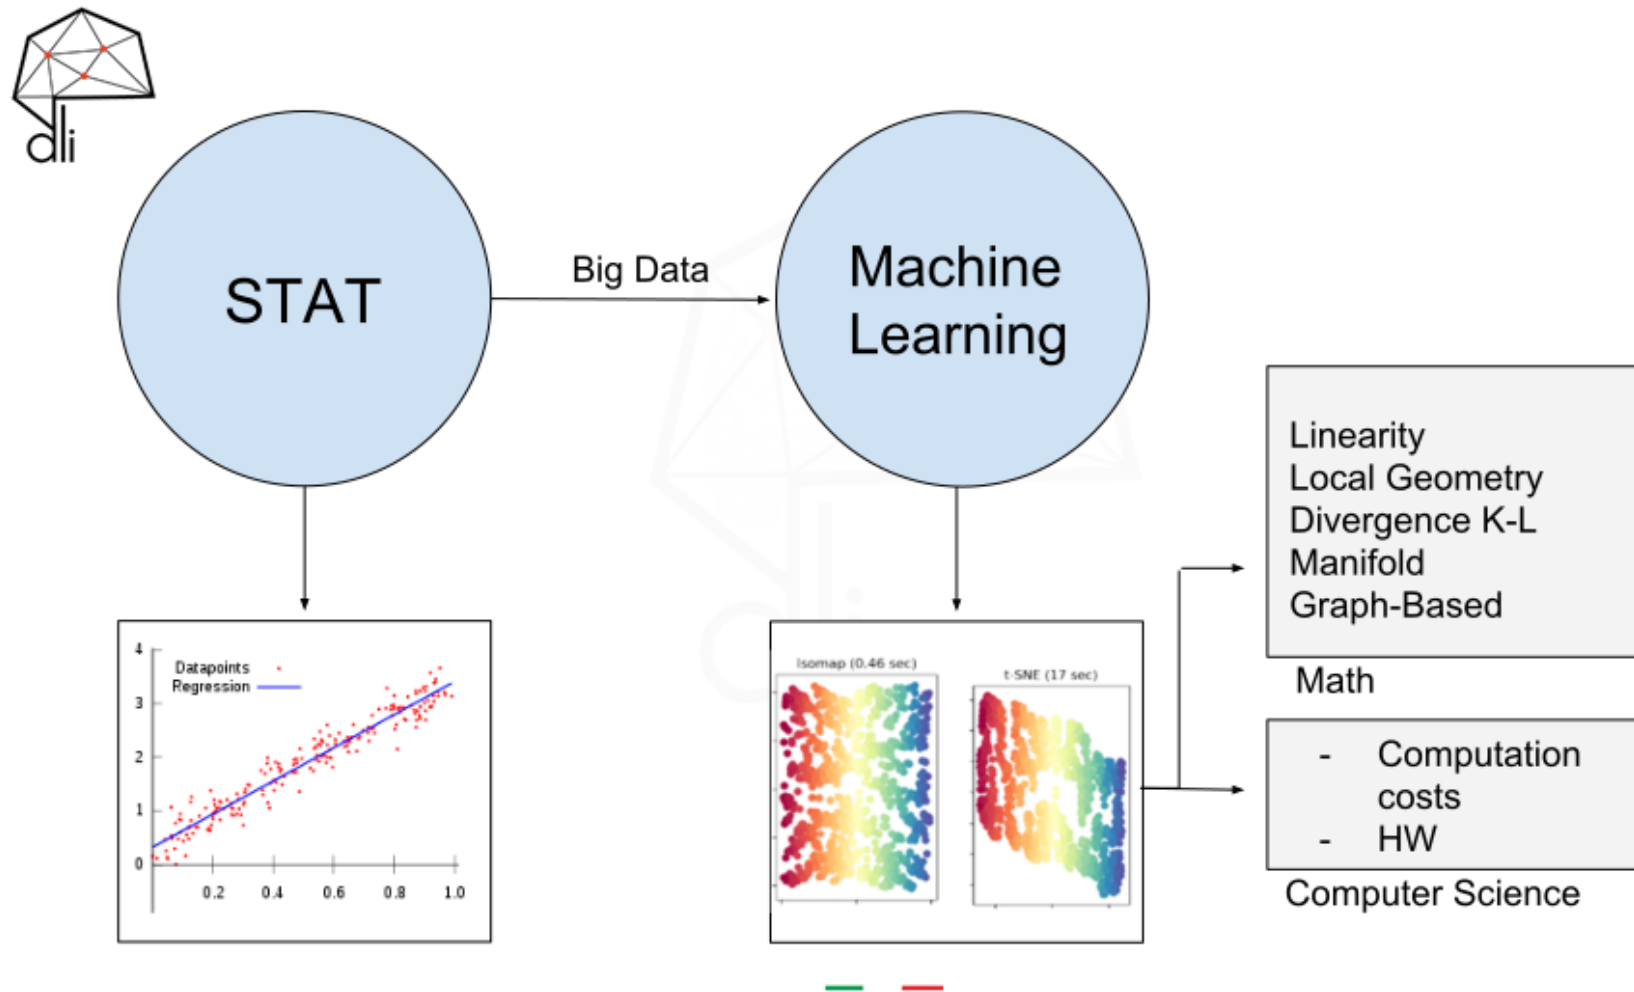 dli
STAT
Big Data
Machine
Learning
Linearity
Local Geometry
Divergence K-L
Manifold
Graph-Based
Math
- Computation
costs
- HW
Computer Science
4
3
2
1
0
Datapoints
Regression
0.2 0.4 0.6 0.8 1.0
Isomap (0.46 sec)
t-SNE (17 sec)
dli